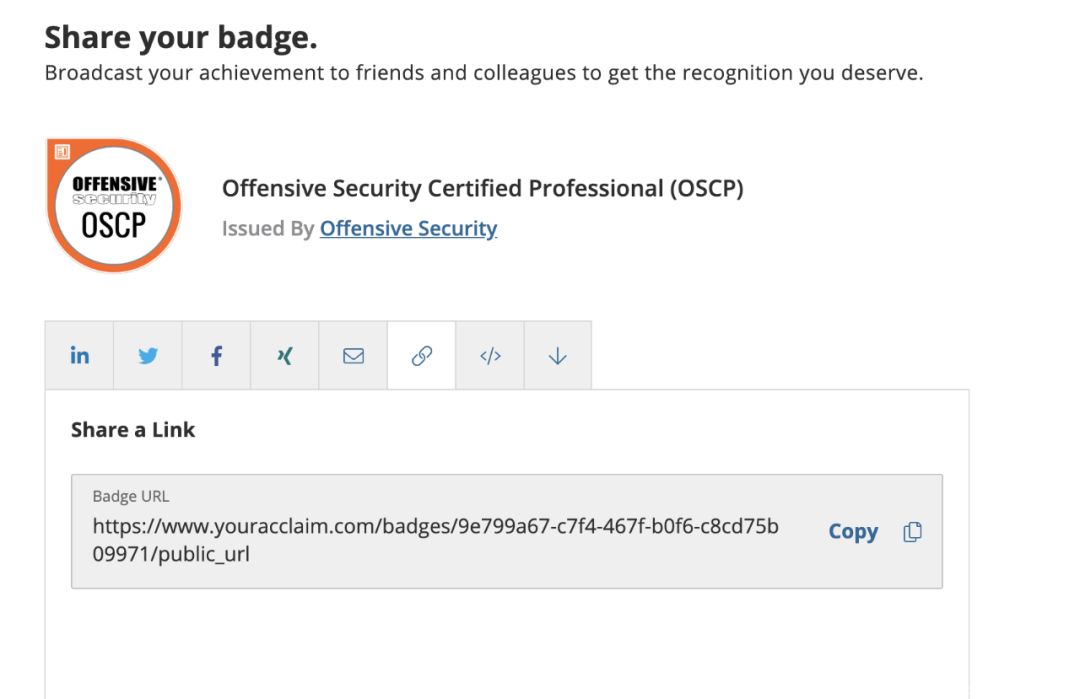 Share your badge.
Broadcast your achievement to friends and colleagues to get the recognition you deserve.
OFFENSIVE®
security
OSCP
Offensive Security Certified Professional (OSCP)
Issued By Offensive Security
Share a Link
Badge URL
https://www.youracclaim.com/badges/9e799a67-c7f4-467f-b0f6-c8cd75b
09971/public_url
Copy